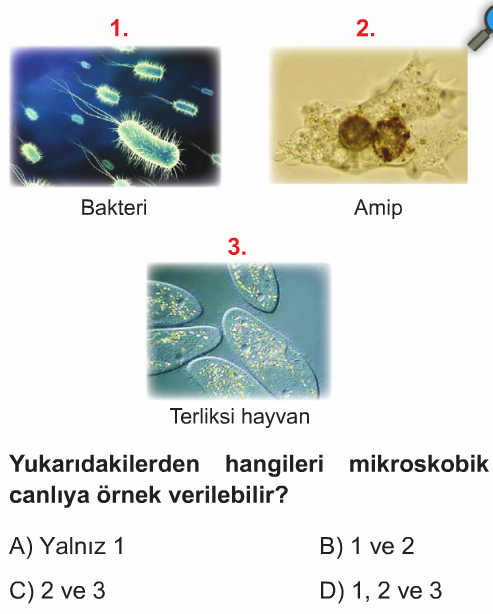 1.
2.
Bakteri
Amip
3.
Terliksi hayvan
Yukarıdakilerden hangileri mikroskobik
canlıya örnek verilebilir?
A) Yalnız 1
B) 1 ve 2
C) 2 ve 3
D) 1, 2 ve 3